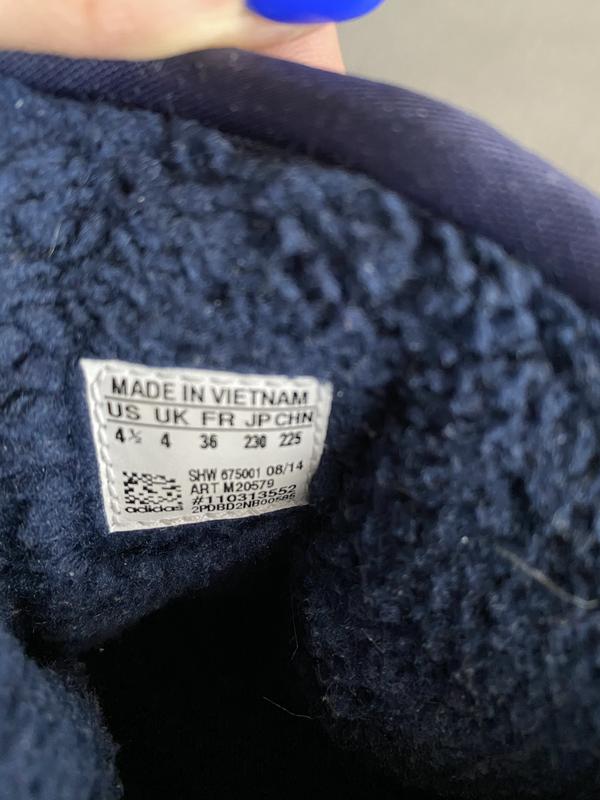 MADE IN VIETNAM
US UK FR JP CHN
4½ 4 36 230 225
SHW 675001 08/14
ART M20579
#110313552
2PDBD2NB00585
adidas